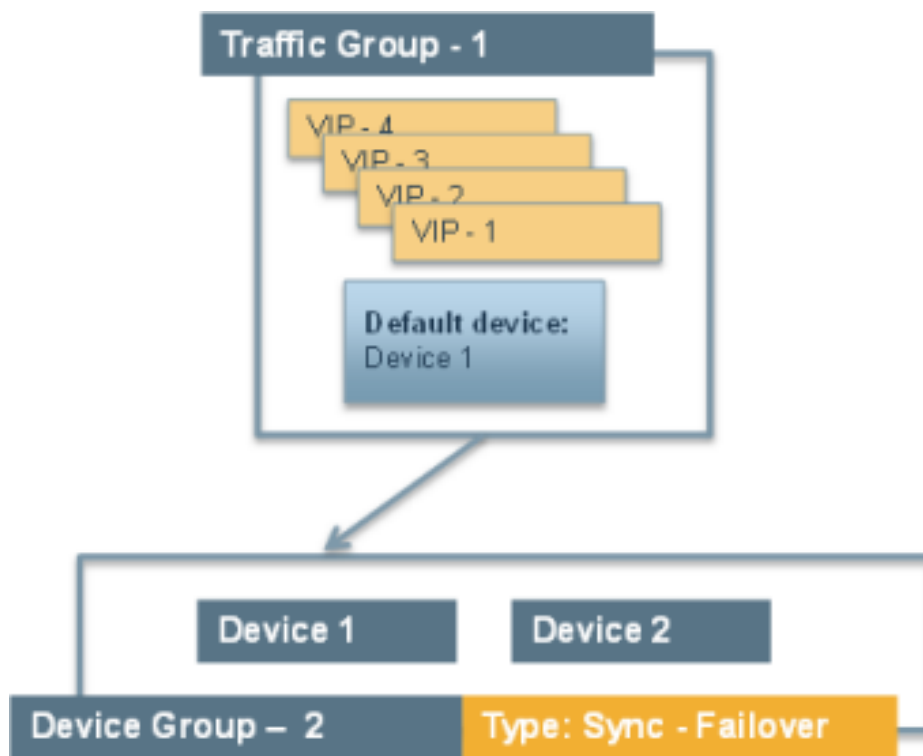 Traffic Group - 1
VIP - 4
VIP - 3
VIP - 2
VIP - 1
Default device:
Device 1
Device 1
Device 2
Device Group – 2
Type: Sync - Failover